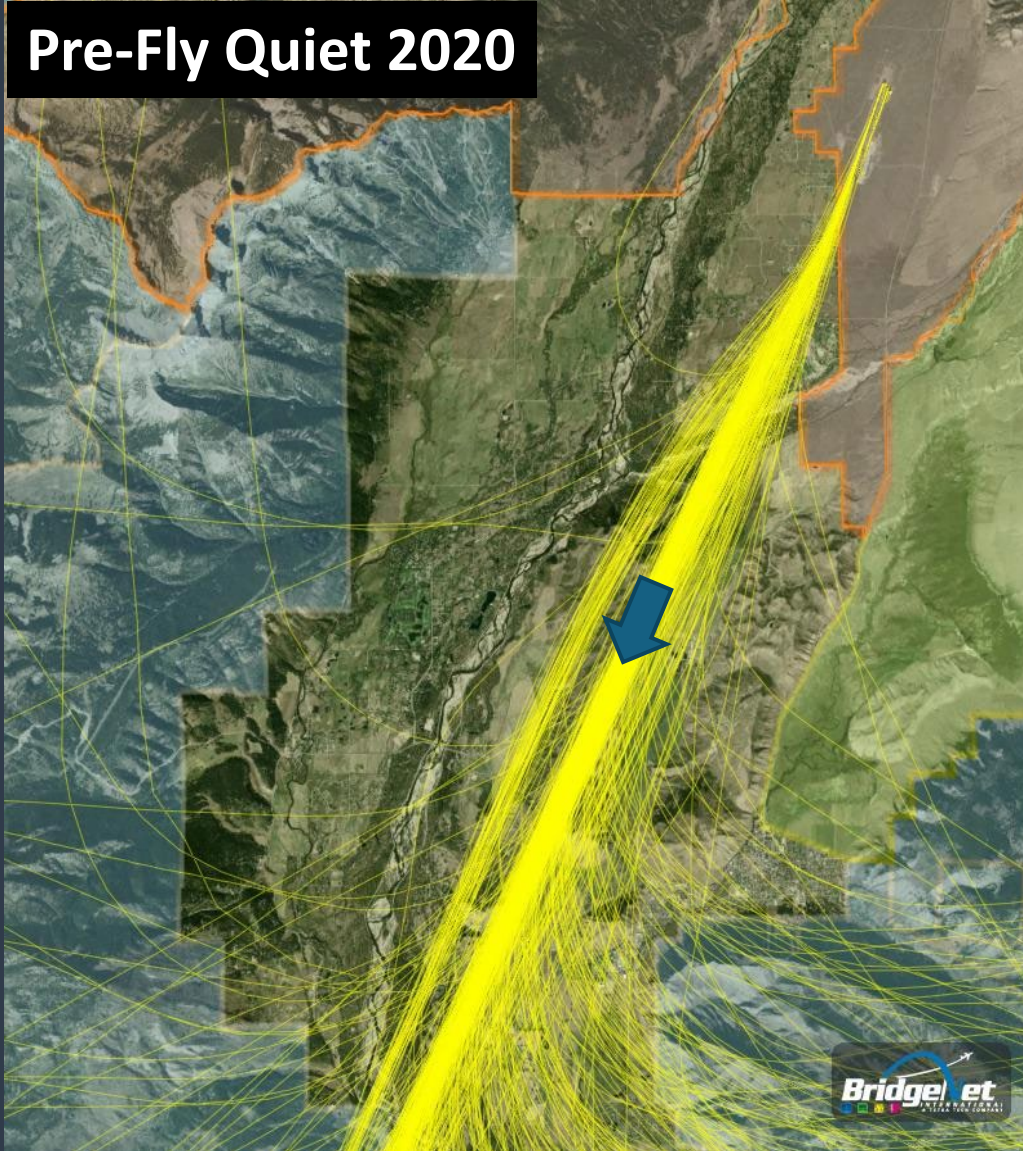 Pre-Fly Quiet 2020
BridgeNet
INTERNATIONAL
A TETRA TECH COMPANY